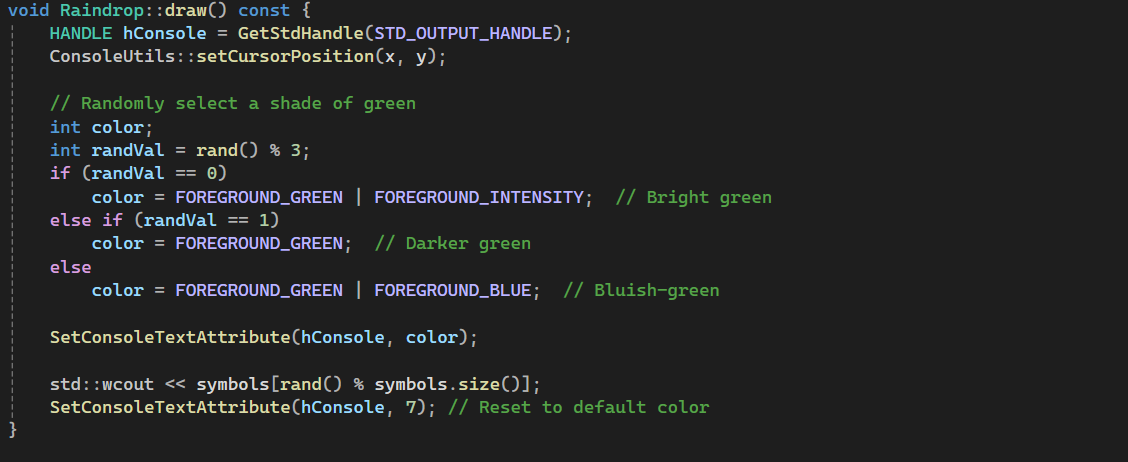 void Raindrop::draw() const {
    HANDLE hConsole = GetStdHandle(STD_OUTPUT_HANDLE);
    ConsoleUtils::setCursorPosition(x, y);

    // Randomly select a shade of green
    int color;
    int randVal = rand() % 3;
    if (randVal == 0)
        color = FOREGROUND_GREEN | FOREGROUND_INTENSITY;  // Bright green
    else if (randVal == 1)
        color = FOREGROUND_GREEN;  // Darker green
    else
        color = FOREGROUND_GREEN | FOREGROUND_BLUE;  // Bluish-green

    SetConsoleTextAttribute(hConsole, color);

    std::wcout << symbols[rand() % symbols.size()];
    SetConsoleTextAttribute(hConsole, 7); // Reset to default color
}